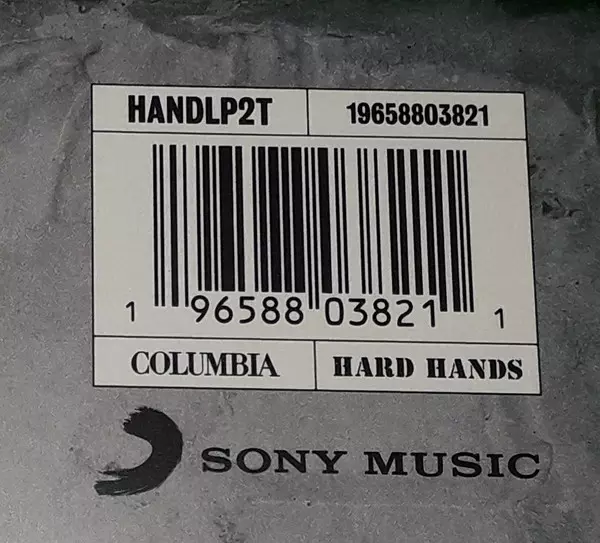 HANDLP2T 19658803821
1 96588 03821 1
COLUMBIA HARD HANDS
SONY MUSIC